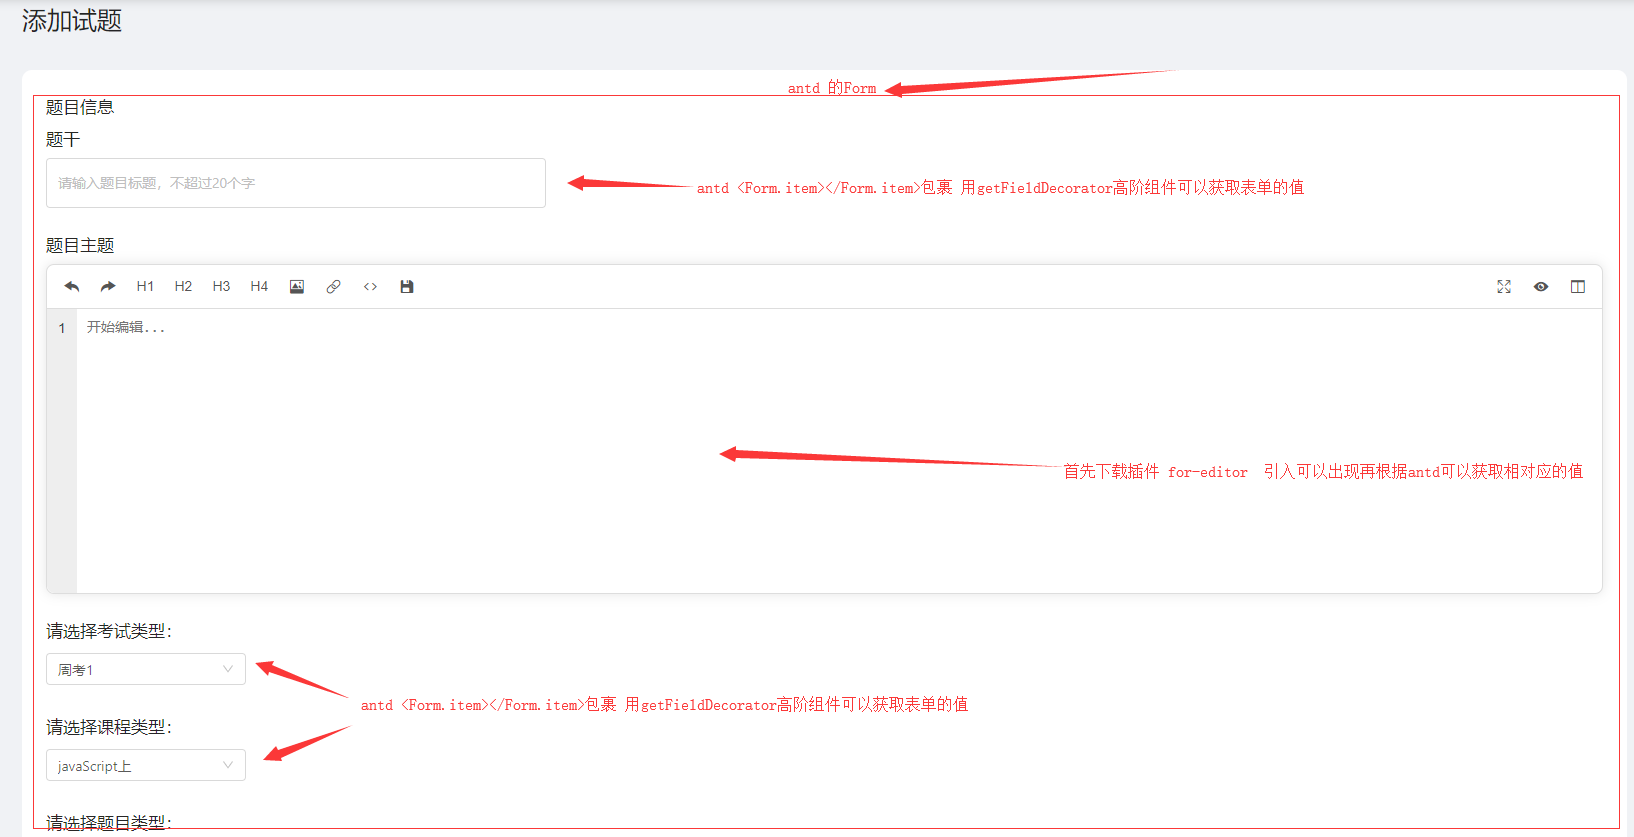 添加试题
antd 的Form
题目信息
题干
请输入题目标题，不超过20个字
antd <Form.item></Form.item>包裹 用getFieldDecorator高阶组件可以获取表单的值
题目主题
H1 H2 H3 H4
1 开始编辑...
首先下载插件 for-editor 引入可以出现再根据antd可以获取相对应的值
请选择考试类型：
周考1
antd <Form.item></Form.item>包裹 用getFieldDecorator高阶组件可以获取表单的值
请选择课程类型：
javaScript上
请选择题目类型：